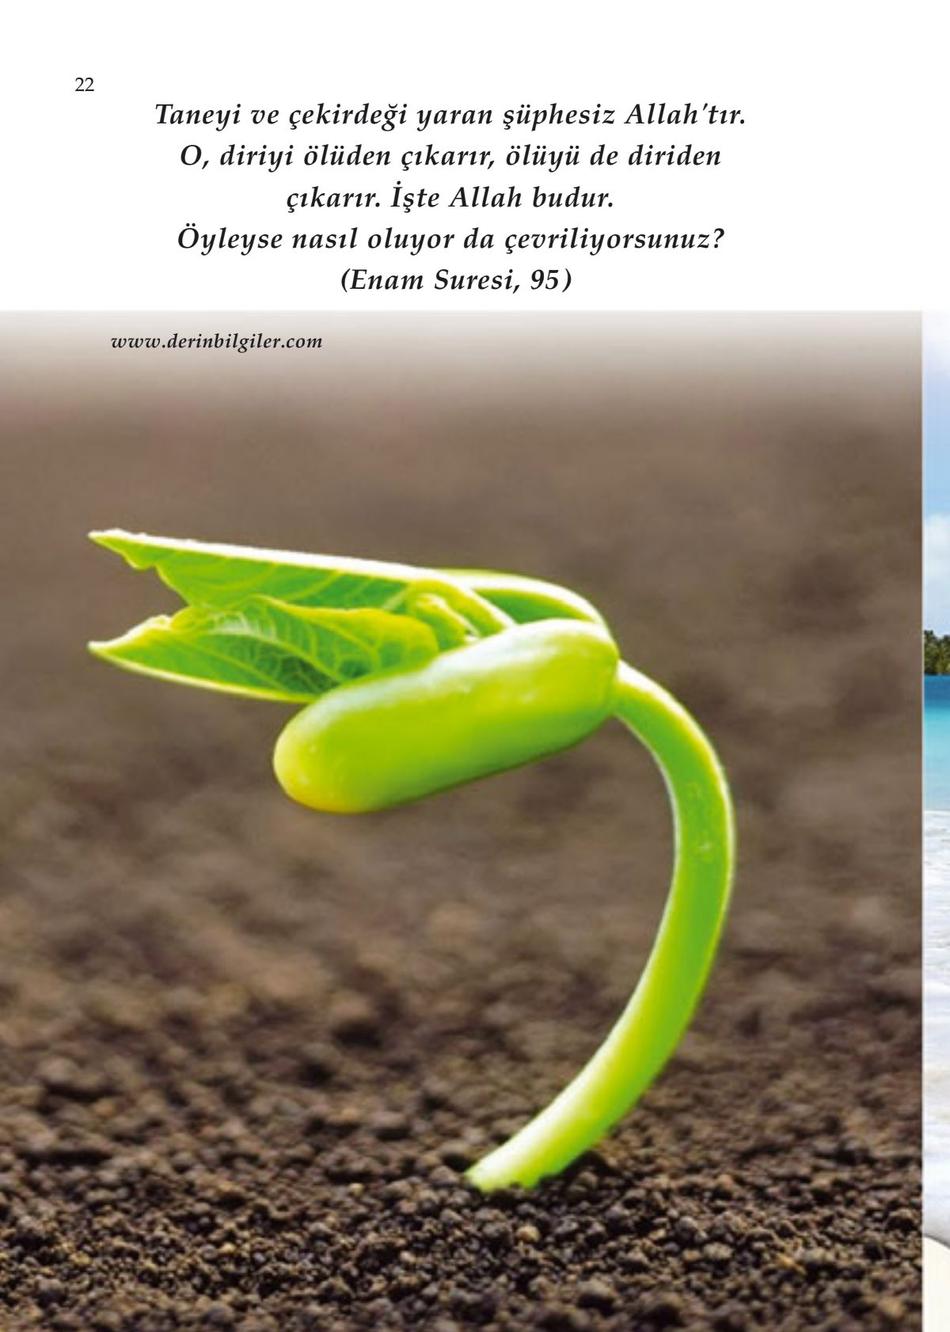 22
Taneyi ve çekirdeği yaran şüphesiz Allah'tır.
O, diriyi ölüden çıkarır, ölüyü de diriden
çıkarır. İşte Allah budur.
Öyleyse nasıl oluyor da çevriliyorsunuz?
(Enam Suresi, 95)
www.derinbilgiler.com